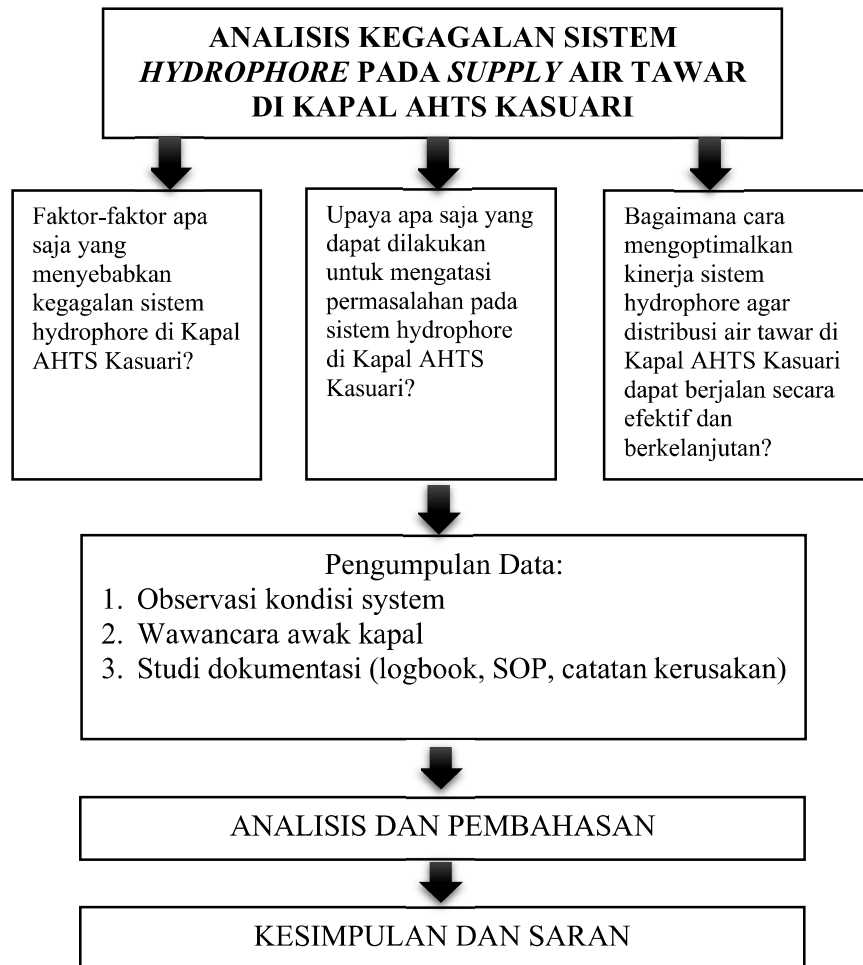 ANALISIS KEGAGALAN SISTEM
HYDROPHORE PADA SUPPLY AIR TAWAR
DI KAPAL AHTS KASUARI
Faktor-faktor apa
saja yang
menyebabkan
kegagalan sistem
hydrophore di Kapal
AHTS Kasuari?
Upaya apa saja yang
dapat dilakukan
untuk mengatasi
permasalahan pada
sistem hydrophore
di Kapal AHTS
Kasuari?
Bagaimana cara
mengoptimalkan
kinerja sistem
hydrophore agar
distribusi air tawar di
Kapal AHTS Kasuari
dapat berjalan secara
efektif dan
berkelanjutan?
Pengumpulan Data:
1. Observasi kondisi system
2. Wawancara awak kapal
3. Studi dokumentasi (logbook, SOP, catatan kerusakan)
ANALISIS DAN PEMBAHASAN
KESIMPULAN DAN SARAN